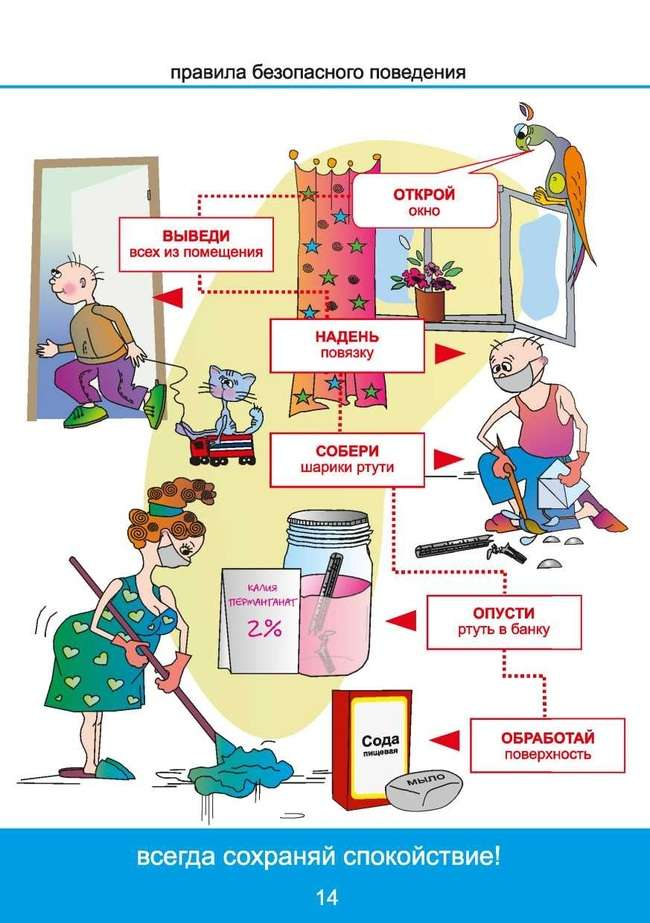 правила безопасного поведения
ОТКРОЙ
окно
ВЫВЕДИ
всех из помещения
НАДЕНЬ
повязку
СОБЕРИ
шарики ртути
КАЛИЯ
ПЕРМАНГАНАТ
2%
ОПУСТИ
ртуть в банку
ОБРАБОТАЙ
поверхность
Сода
пищевая
МЫЛО
всегда сохраняй спокойствие!
14